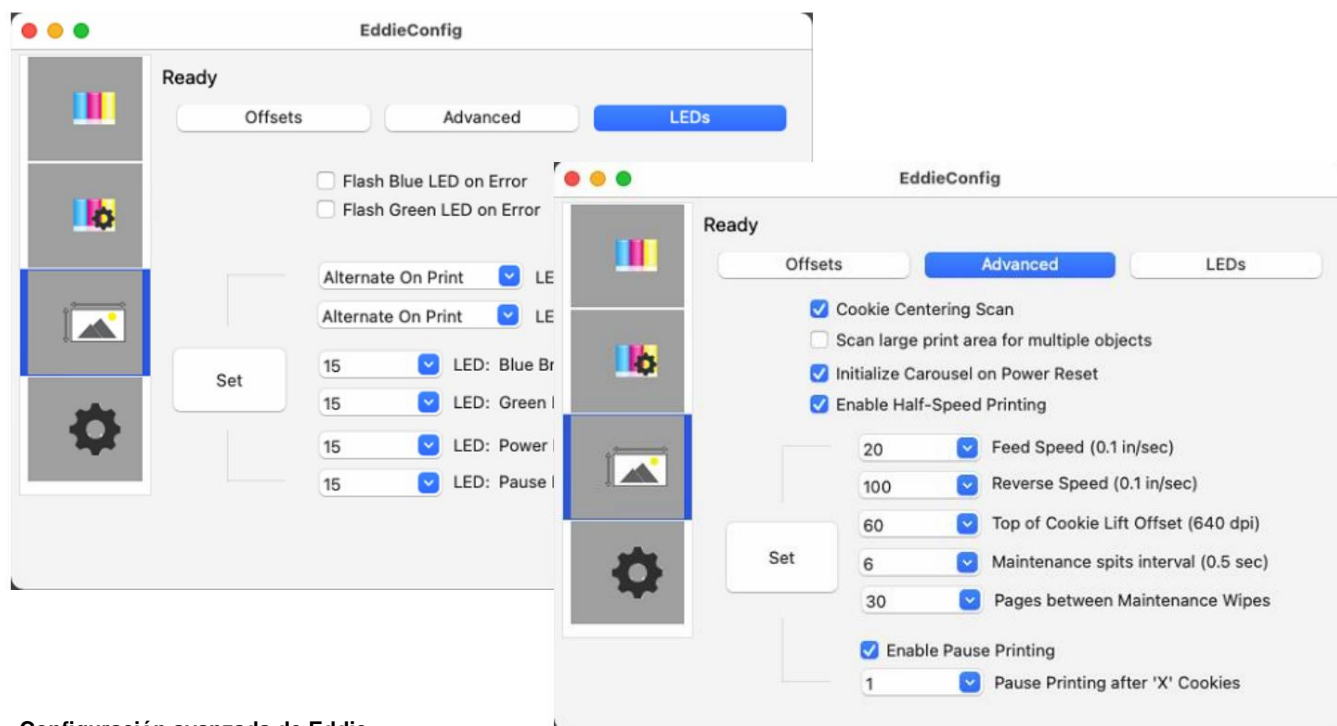 EddieConfig
Ready
Offsets Advanced LEDs
Flash Blue LED on Error
Flash Green LED on Error
Alternate On Print
Alternate On Print
Set
15 LED: Blue
15 LED: Green
15 LED: Power
15 LED: Pause
EddieConfig
Ready
Offsets Advanced LEDs
Cookie Centering Scan
Scan large print area for multiple objects
Initialize Carousel on Power Reset
Enable Half-Speed Printing
20 Feed Speed (0.1 in/sec)
100 Reverse Speed (0.1 in/sec)
60 Top of Cookie Lift Offset (640 dpi)
Set
6 Maintenance spits interval (0.5 sec)
30 Pages between Maintenance Wipes
Enable Pause Printing
1 Pause Printing after 'X' Cookies
Configuración avanzada de Eddie